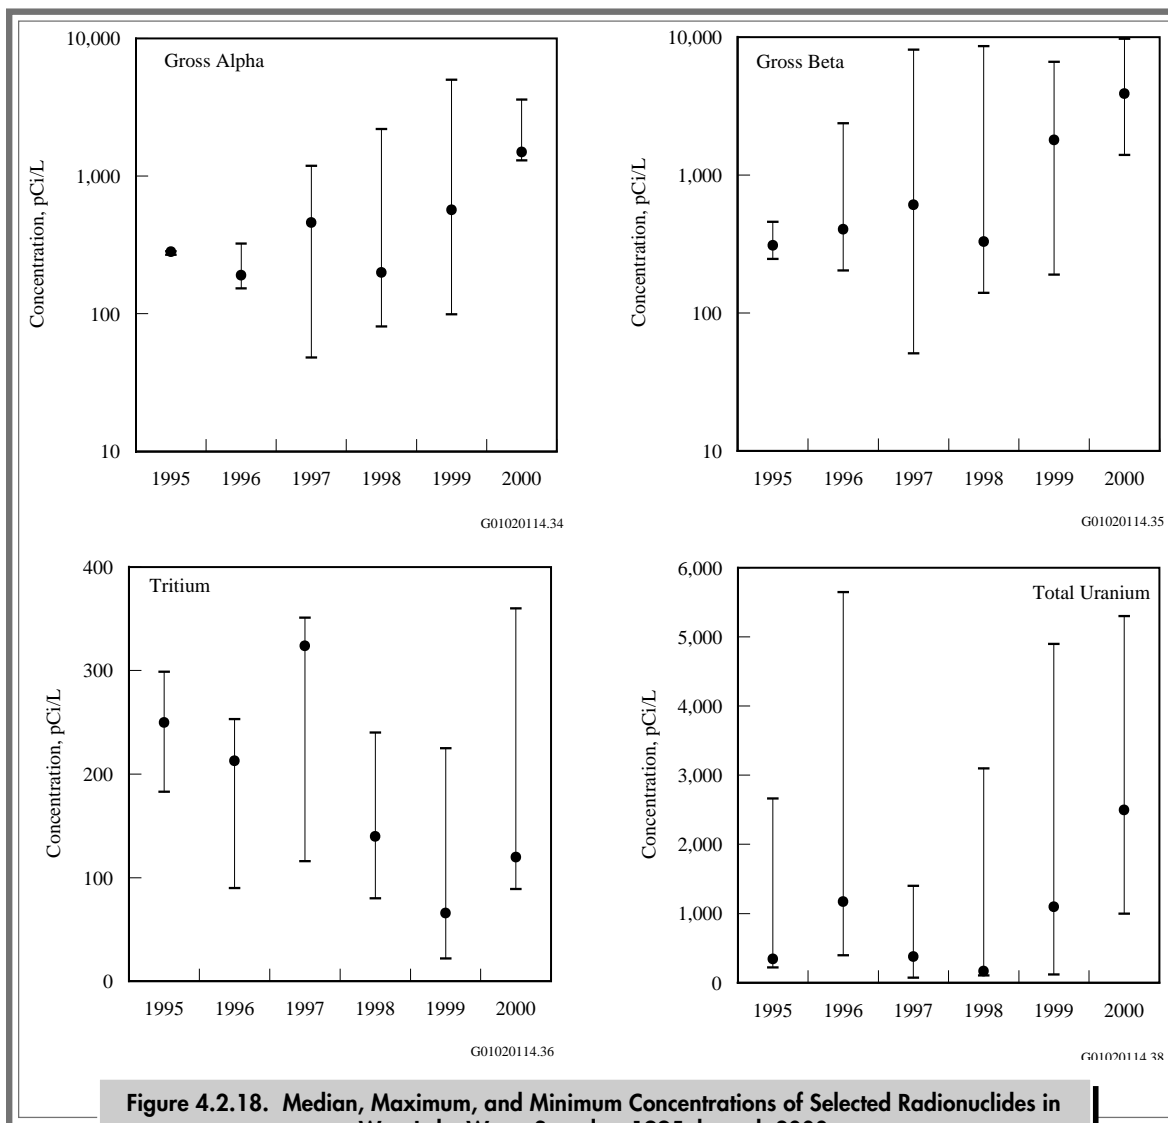 Gross Alpha
Concentration, pCi/L
10,000
1,000
100
10
1995 1996 1997 1998 1999 2000
G01020114.34
Gross Beta
Concentration, pCi/L
10,000
1,000
100
10
1995 1996 1997 1998 1999 2000
G01020114.35
Tritium
Concentration, pCi/L
400
300
200
100
0
1995 1996 1997 1998 1999 2000
G01020114.36
Total Uranium
Concentration, pCi/L
6,000
5,000
4,000
3,000
2,000
1,000
0
1995 1996 1997 1998 1999 2000
G01020114.38
Figure 4.2.18. Median, Maximum, and Minimum Concentrations of Selected Radionuclides in